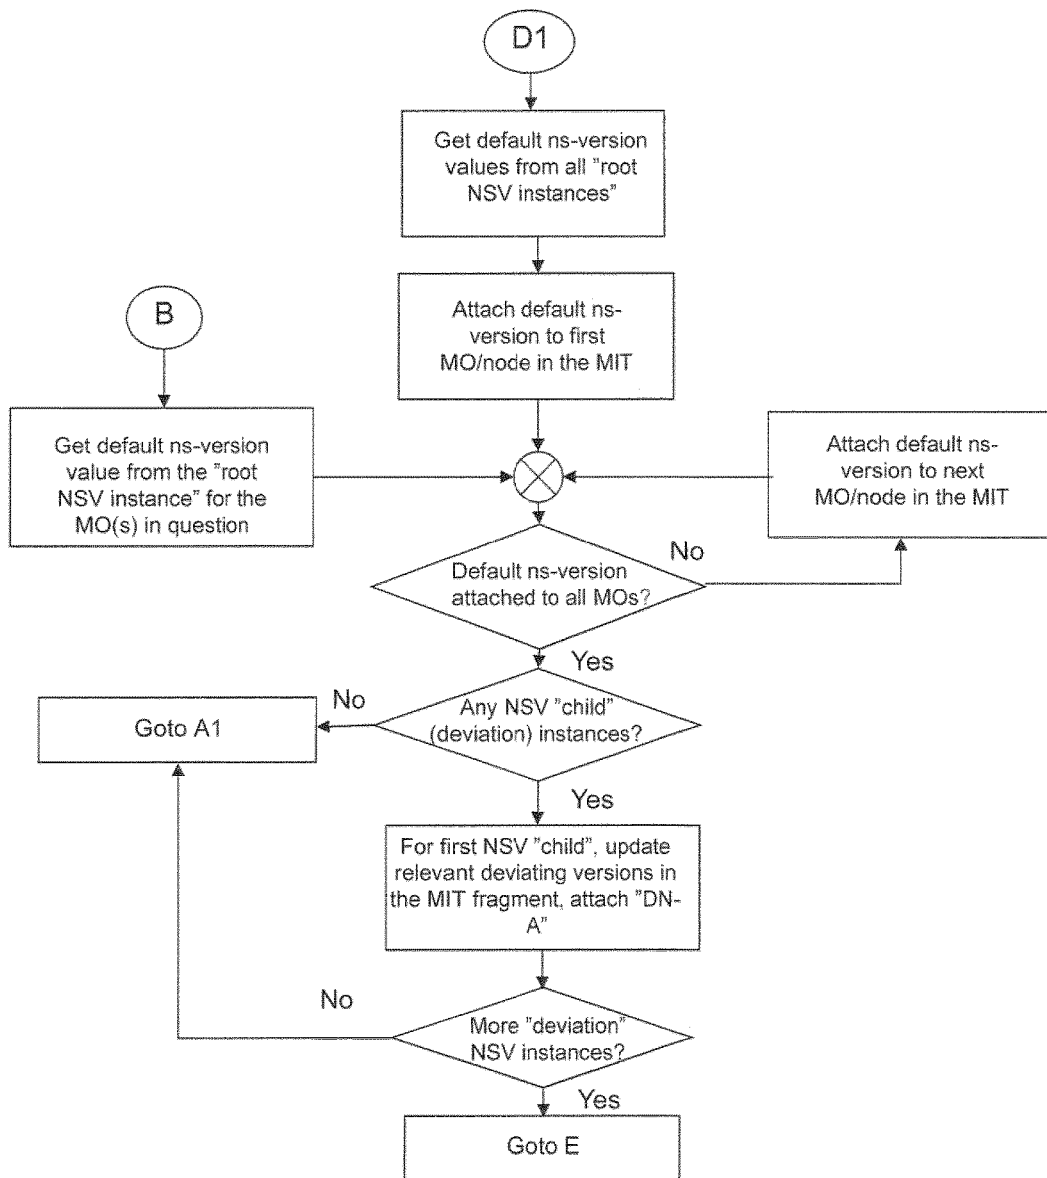 D1
Get default ns-version
values from all "root
NSV instances"
Attach default ns-
version to first
MO/node in the MIT
B
Get default ns-version
value from the "root
NSV instance" for the
MO(s) in question
Attach default ns-
version to next
MO/node in the MIT
Default ns-version
attached to all MOs?
No
Yes
Any NSV "child"
(deviation) instances?
No
Goto A1
Yes
For first NSV "child", update
relevant deviating versions in
the MIT fragment, attach "DN-
A"
No
More "deviation"
NSV instances?
Yes
Goto E